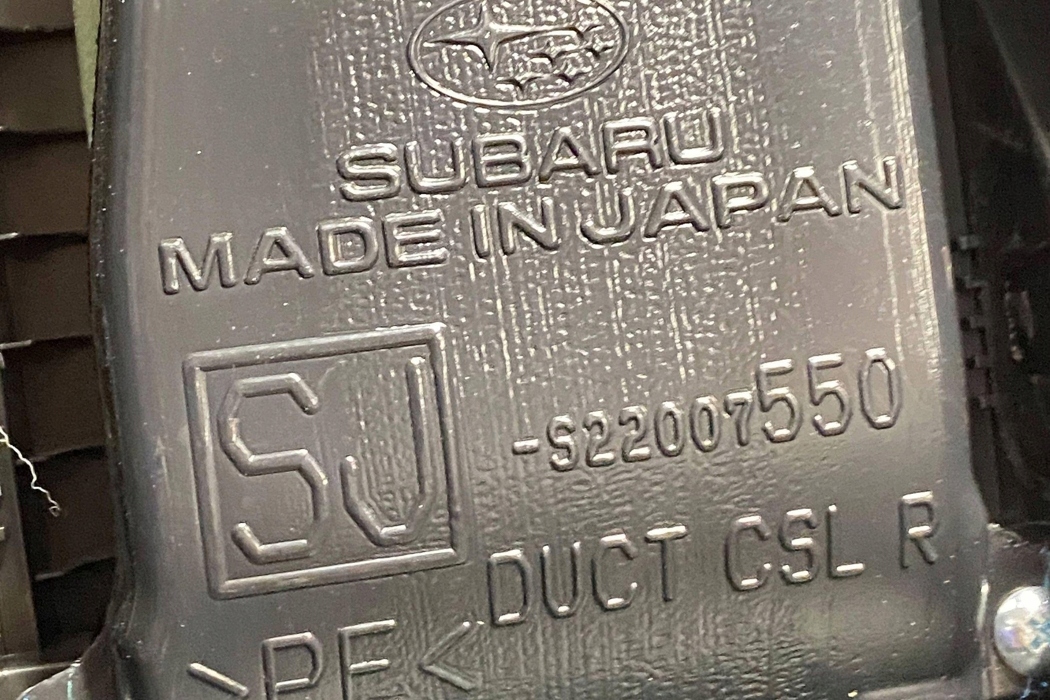 SUBARU
MADE IN JAPAN
SJ
-S22007550
DUCT CSL R
>PE<